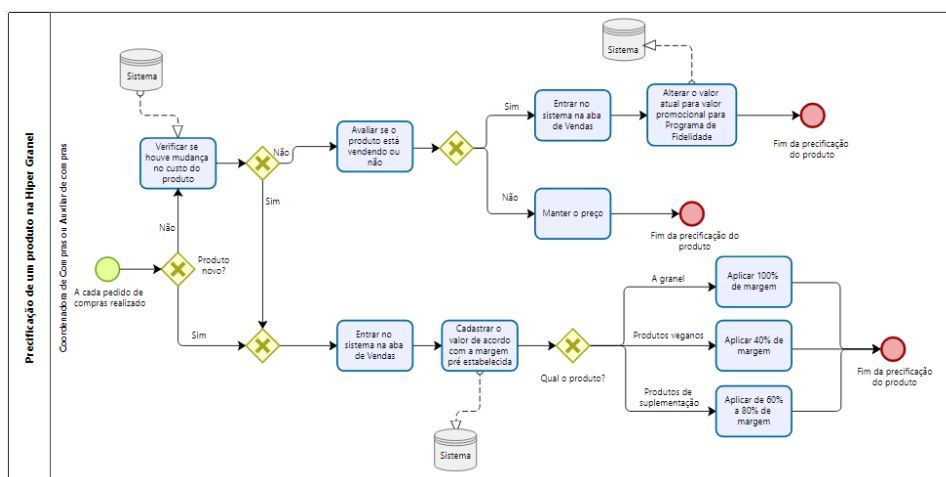 Precificação de um produto na Hiper Granel
Coordenadora de Compras ou Auxiliar de compras
Sistema
Sistema
Verificar se
houve mudança
no custo do
produto
Não
Avaliar se o
produto está
vendendo ou
não
Sim
Entrar no
sistema na aba
de Vendas
Alterar o valor
atual para valor
promocional para
Programa de
Fidelidade
Fim da precificação
do produto
Sim
Não
Manter o preço
Fim da precificação do
produto
Não
Produto
novo?
A cada pedido de
compras realizado
Sim
Entrar no
sistema na aba
de Vendas
Cadastrar o
valor de acordo
com a margem
pré estabelecida
Sistema
Qual o produto?
A granel
Aplicar 100%
de margem
Produtos veganos
Aplicar 40% de
margem
Produtos de
suplementação
Aplicar de 60%
a 80% de
margem
Fim da precificação
do produto